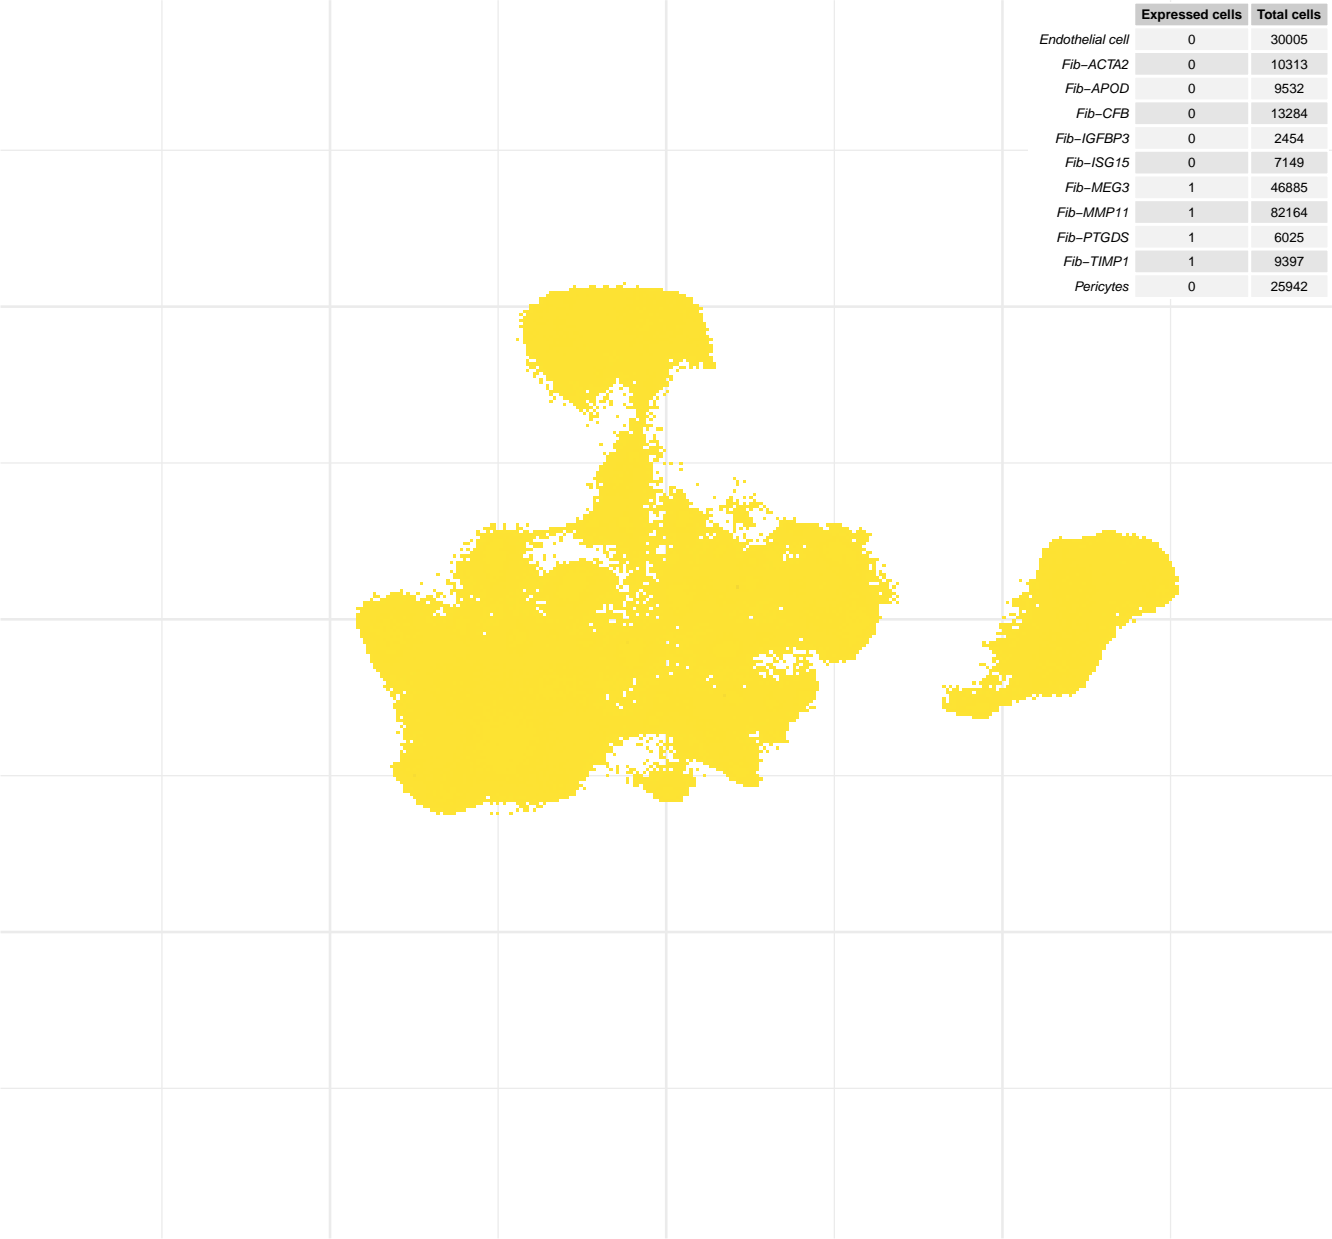 Expressed cells Total cells
Endothelial cell 0 30005
Fib−ACTA2 0 10313
Fib−APOD 0 9532
Fib−CFB 0 13284
Fib−IGFBP3 0 2454
Fib−ISG15 0 7149
Fib−MEG3 1 46885
Fib−MMP11 1 82164
Fib−PTGDS 1 6025
Fib−TIMP1 1 9397
Pericytes 0 25942